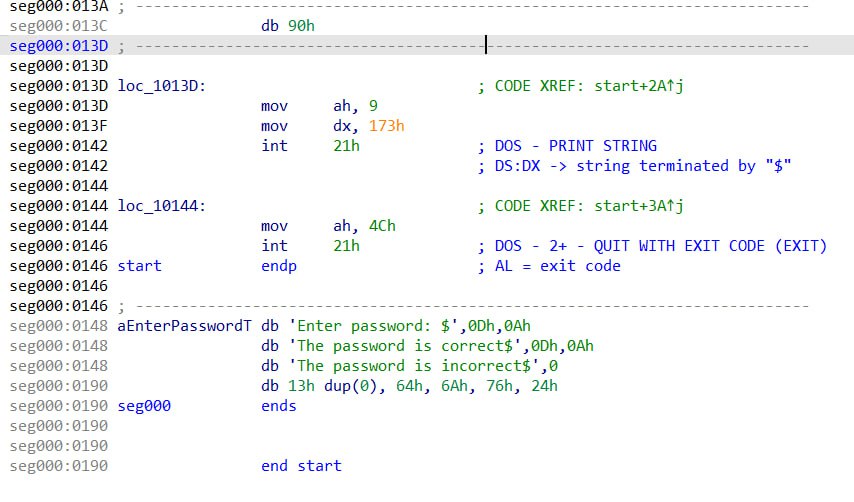 seg000:013A ; ---------------------------------------------------------------------------
seg000:013C db 90h
seg000:013D ; ---------------------------------------------------------------------------
seg000:013D
seg000:013D loc_1013D: ; CODE XREF: start+2A↑j
seg000:013D mov ah, 9
seg000:013F mov dx, 173h
seg000:0142 int 21h ; DOS - PRINT STRING
seg000:0142 ; DS:DX -> string terminated by "$"
seg000:0144
seg000:0144 loc_10144: ; CODE XREF: start+3A↑j
seg000:0144 mov ah, 4Ch
seg000:0146 int 21h ; DOS - 2+ - QUIT WITH EXIT CODE (EXIT)
seg000:0146 start endp ; AL = exit code
seg000:0146
seg000:0146 ; ---------------------------------------------------------------------------
seg000:0148 aEnterPasswordT db 'Enter password: $',0Dh,0Ah
seg000:0148 db 'The password is correct$',0Dh,0Ah
seg000:0148 db 'The password is incorrect$',0
seg000:0190 db 13h dup(0), 64h, 6Ah, 76h, 24h
seg000:0190 seg000 ends
seg000:0190
seg000:0190
seg000:0190 end start